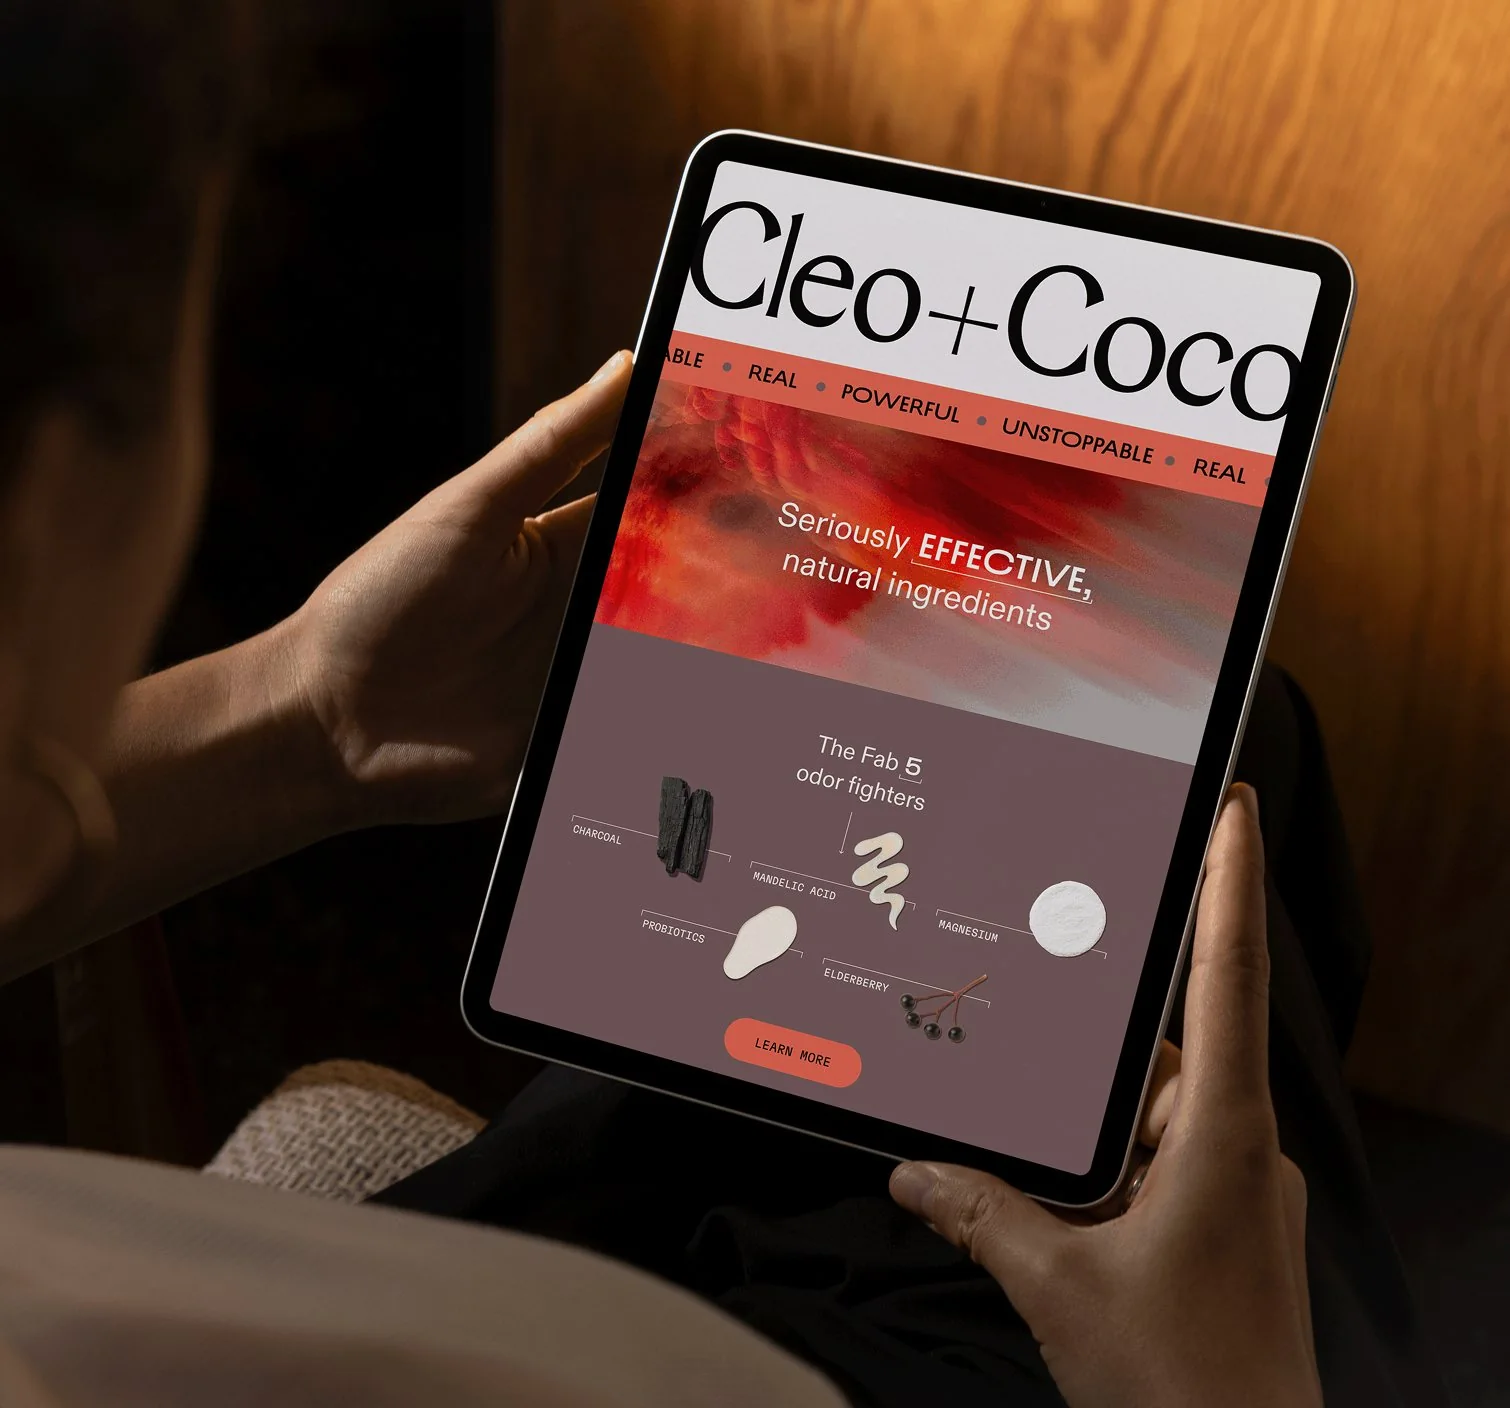 Cleo+Coco
ABLE • REAL • POWERFUL • UNSTOPPABLE • REAL •
Seriously EFFECTIVE,
natural ingredients
The Fab 5
odor fighters
CHARCOAL
MANDELIC ACID
MAGNESIUM
PROBIOTICS
ELDERBERRY
LEARN MORE